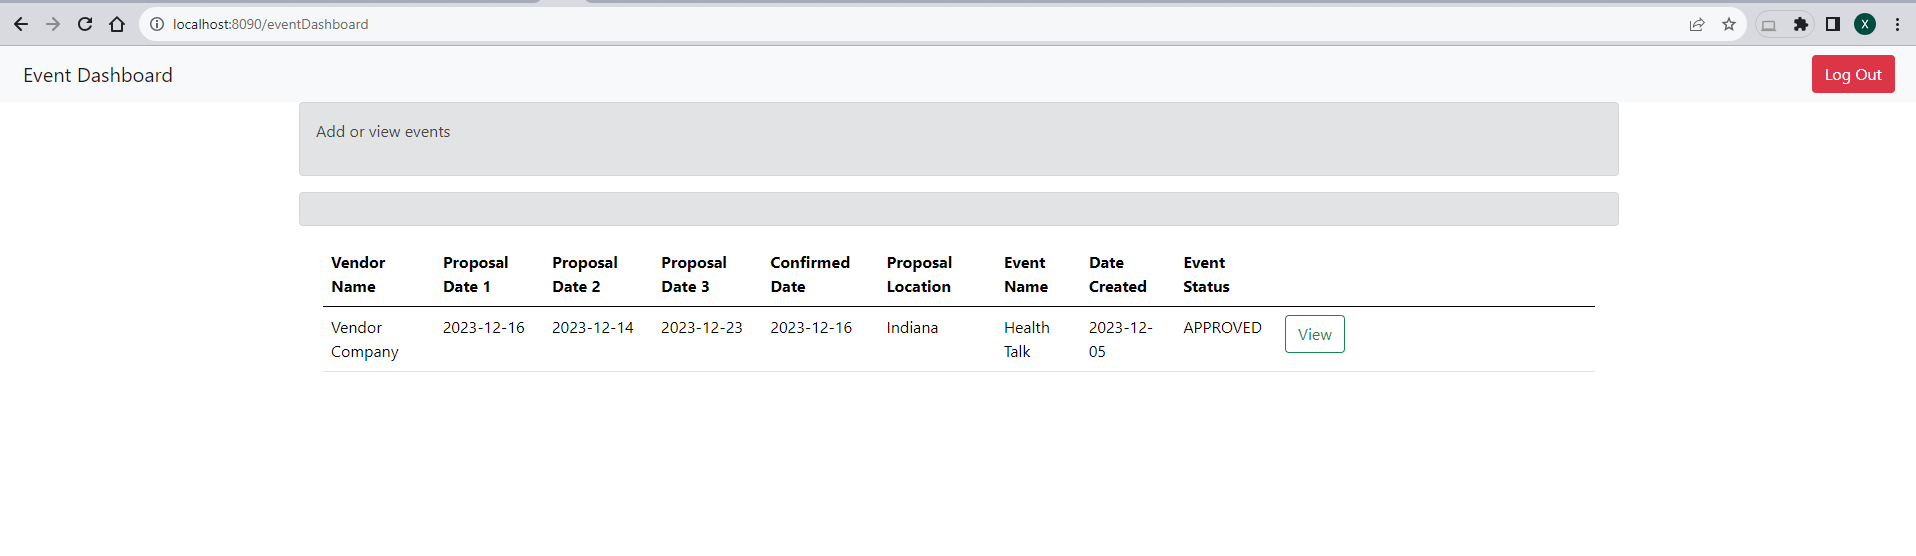 localhost:8090/eventDashboard
X
Event Dashboard
Log Out
Add or view events
Vendor Name
Proposal Date 1
Proposal Date 2
Proposal Date 3
Confirmed Date
Proposal Location
Event Name
Date Created
Event Status
Vendor Company
2023-12-16
2023-12-14
2023-12-23
2023-12-16
Indiana
Health Talk
2023-12-05
APPROVED
View